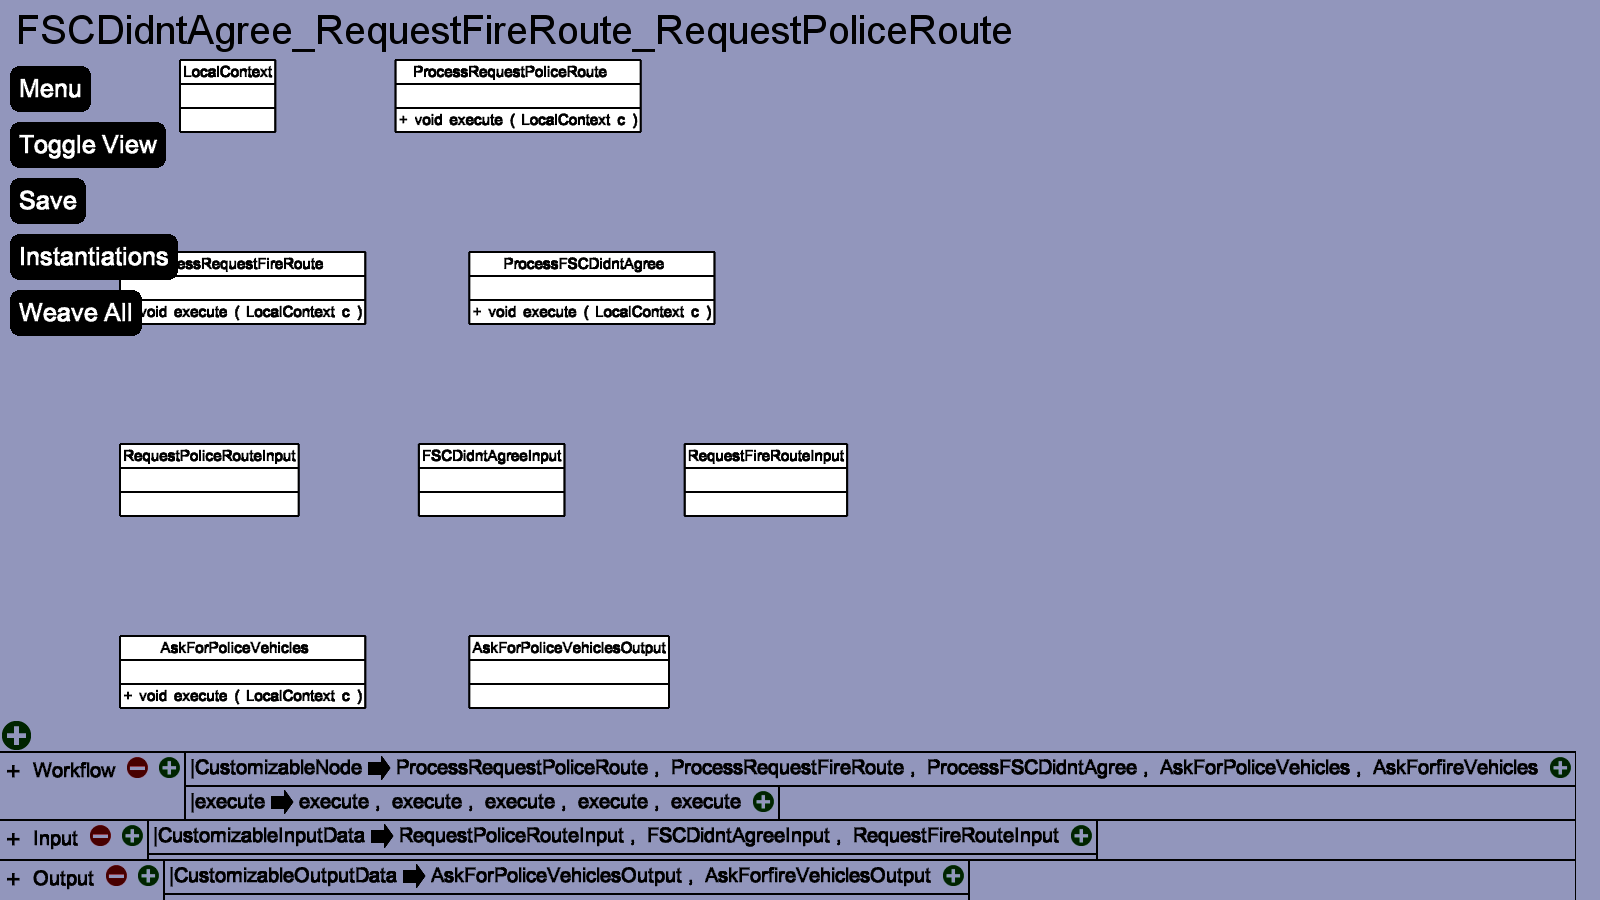 FSCDidntAgree_RequestFireRoute_RequestPoliceRoute
Menu
Toggle View
Save
Instantiations
Weave All
LocalContext
ProcessRequestPoliceRoute
+ void execute ( LocalContext c )
essRequestFireRoute
void execute ( LocalContext c )
ProcessFSCDidntAgree
+ void execute ( LocalContext c )
RequestPoliceRouteInput
FSCDidntAgreeInput
RequestFireRouteInput
AskForPoliceVehicles
+ void execute ( LocalContext c )
AskForPoliceVehiclesOutput
+ Workflow |CustomizableNode ProcessRequestPoliceRoute , ProcessRequestFireRoute , ProcessFSCDidntAgree , AskForPoliceVehicles , AskForfireVehicles
|execute execute , execute , execute , execute , execute
+ Input |CustomizableInputData RequestPoliceRouteInput , FSCDidntAgreeInput , RequestFireRouteInput
+ Output |CustomizableOutputData AskForPoliceVehiclesOutput , AskForfireVehiclesOutput